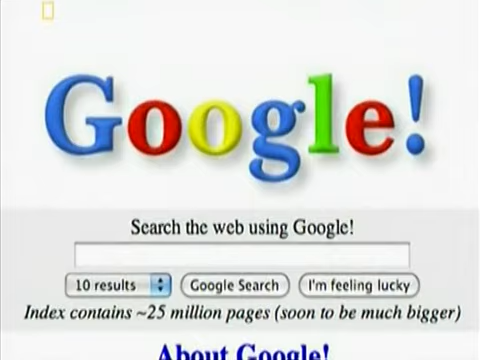 Google!
Search the web using Google!
10 results Google Search I'm feeling lucky
Index contains ~25 million pages (soon to be much bigger)
About Google!